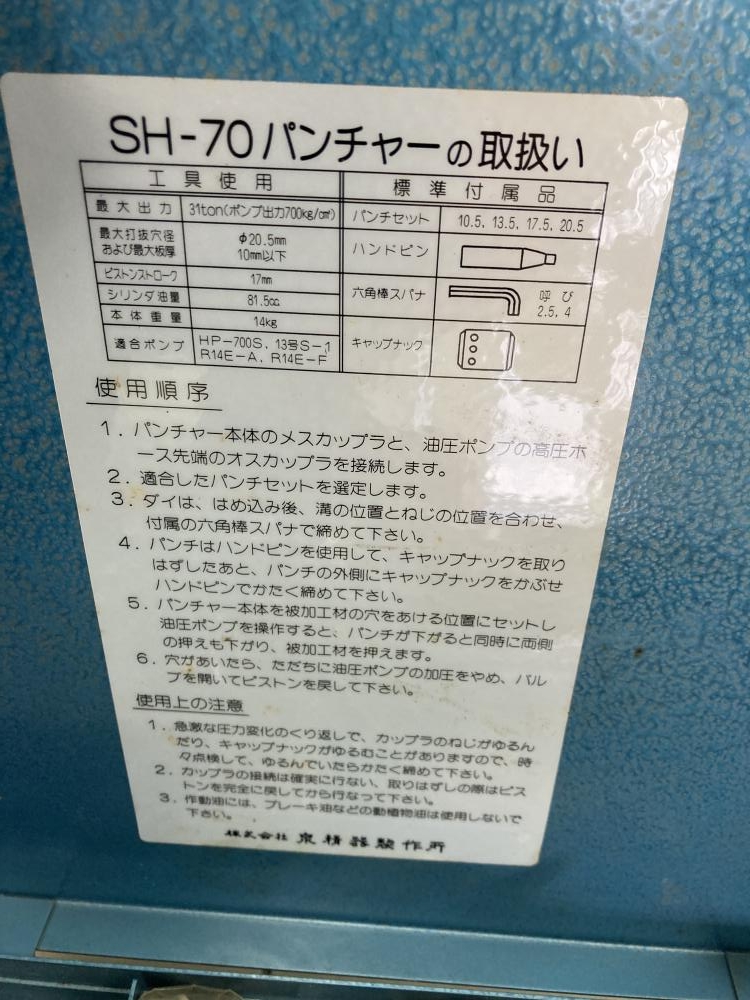 SH-70パンチャーの取扱い
工具使用
標準付属品
最大出力 31ton(ポンプ出力700kg/c㎡)
パンチセット 10.5, 13.5, 17.5, 20.5
最大打抜穴径
および最大板厚
φ20.5mm
10mm以下
ハンドピン
ピストンストローク 17mm
六角棒スパナ 呼び
2.5, 4
シリンダ油量 81.5cc
本体重量 14kg
キャップナック
適合ポンプ HP-700S, 13号S-1
R14E-A, R14E-F
使用順序
1. パンチャー本体のメスカップラと、油圧ポンプの高圧ホ
ース先端のオスカップラを接続します。
2. 適合したパンチセットを選定します。
3. ダイは、はめ込み後、溝の位置とねじの位置を合わせ、
付属の六角棒スパナで締めて下さい。
4. パンチはハンドピンを使用して、キャップナックを取り
はずしたあと、パンチの外側にキャップナックをかぶせ
ハンドピンでかたく締めて下さい。
5. パンチャー本体を被加工材の穴をあける位置にセットし
油圧ポンプを操作すると、パンチが下がると同時に両側
の押えも下がり、被加工材を押えます。
6. 穴があいたら、ただちに油圧ポンプの加圧をやめ、バル
ブを開いてピストンを戻して下さい。
使用上の注意
1. 急激な圧力変化のくり返しで、カップラのねじがゆるん
だり、キャップナックがゆるむことがありますので、時
々点検して、ゆるんでいたらかたく締めて下さい。
2. カップラの接続は確実に行ない、取りはずしの際はピス
トンを完全に戻してから行なって下さい。
3. 作動油には、ブレーキ油などの動植物油は使用しないで
下さい。
株式会社 泉精器製作所